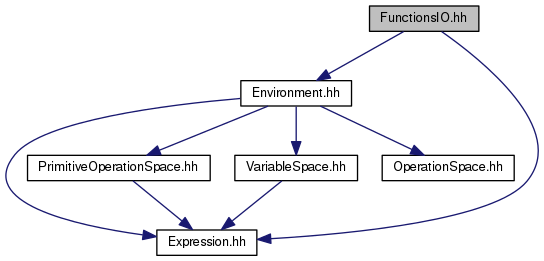 FunctionsIO.hh
Environment.hh
PrimitiveOperationSpace.hh
VariableSpace.hh
OperationSpace.hh
Expression.hh